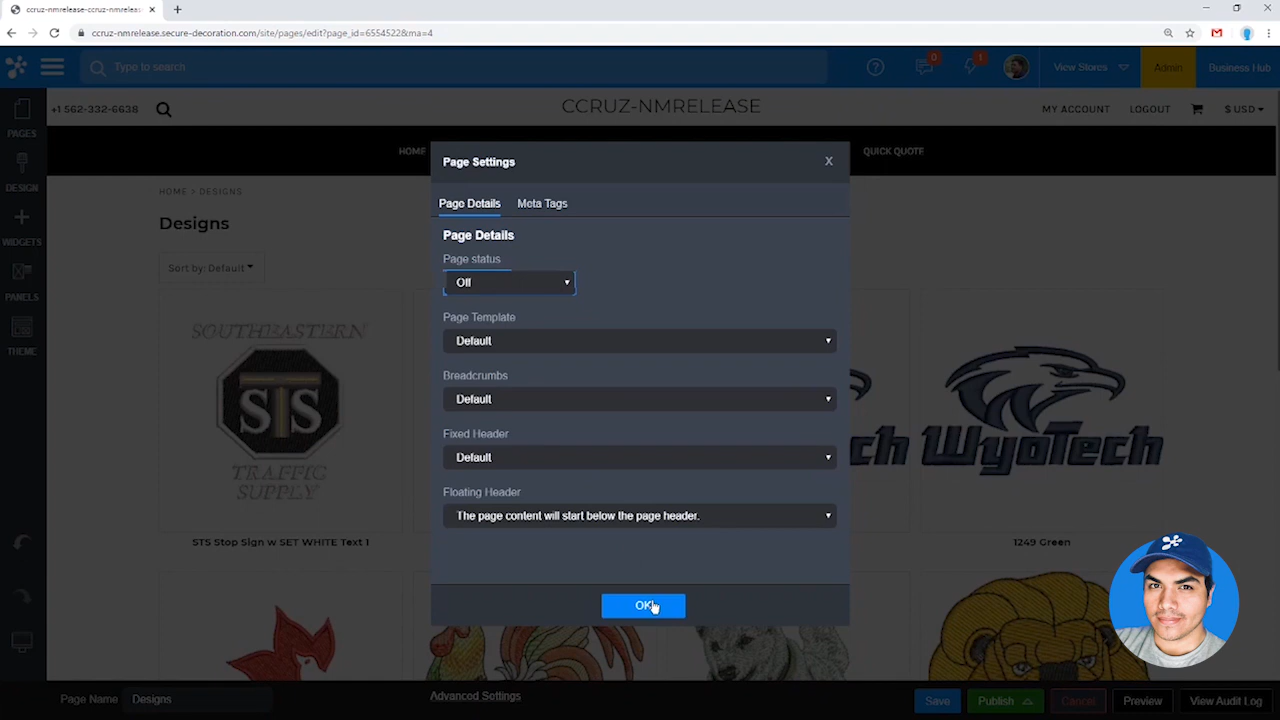 ccruz-nmrelease-ccruz-nmreleas
ccruz-nmrelease.secure-decoration.com/site/pages/edit?page_id=6554522&rma=4
Type to search
0
1
View Stores
Admin
Business Hub
+1 562-332-6638
CCRUZ-NMRELEASE
MY ACCOUNT
LOGOUT
$ USD
PAGES
DESIGN
WIDGETS
PANELS
THEME
HOME
QUICK QUOTE
HOME > DESIGNS
Designs
Sort by: Default
SOUTHEASTERN
STS
TRAFFIC
SUPPLY
STS Stop Sign w SET WHITE Text 1
ch
WyoTech
1249 Green
Page Settings
X
Page Details
Meta Tags
Page Details
Page status
Off
Page Template
Default
Breadcrumbs
Default
Fixed Header
Default
Floating Header
The page content will start below the page header.
OK
Page Name
Designs
Advanced Settings
Save
Publish
Cancel
Preview
View Audit Log